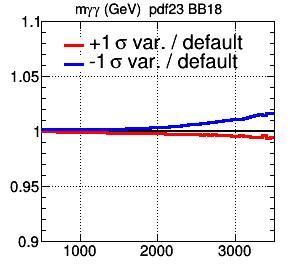 mγγ (GeV) pdf23 BB18
1.1
+1 σ var. / default
-1 σ var. / default
1.05
1
0.95
0.9
1000 2000 3000